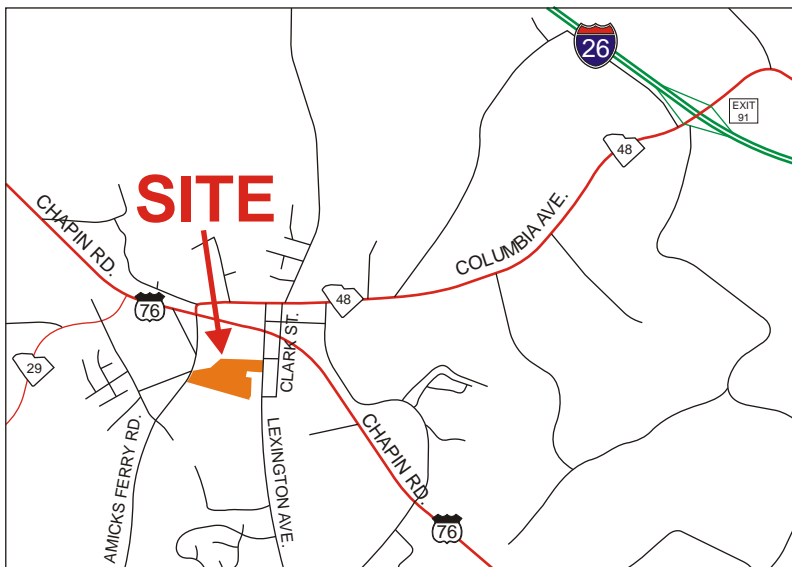 26
EXIT
91
48
SITE
CHAPIN RD.
COLUMBIA AVE.
48
76
CLARK ST.
29
CHAPIN RD.
LEXINGTON AVE.
AMICKS FERRY RD.
76